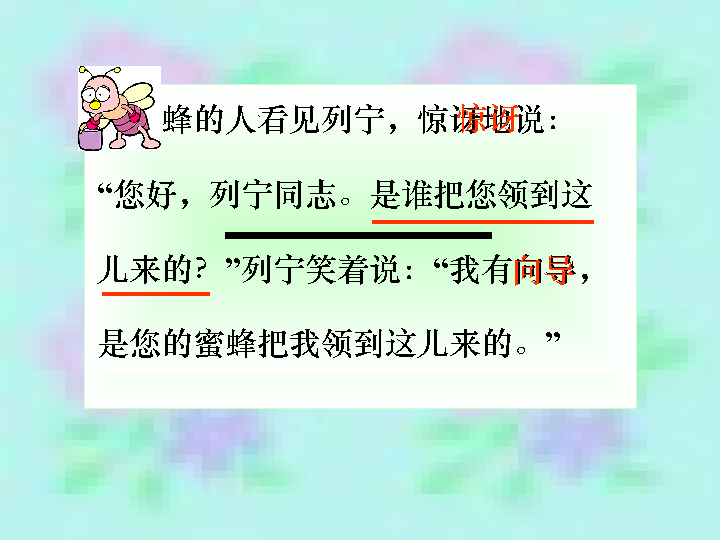 蜂的人看见列宁，惊讶地说：
“您好，列宁同志。是谁把您领到这
儿来的？”列宁笑着说：“我有向导，
是您的蜜蜂把我领到这儿来的。”